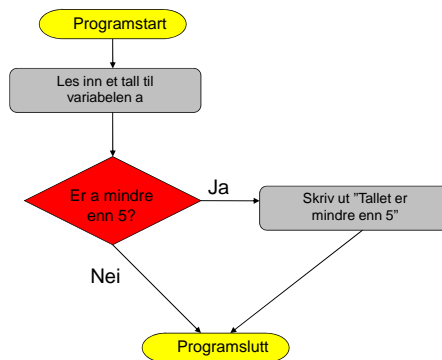 Programstart
Les inn et tall til
variabelen a
Er a mindre
enn 5?
Ja
Skriv ut ”Tallet er
mindre enn 5”
Nei
Programslutt